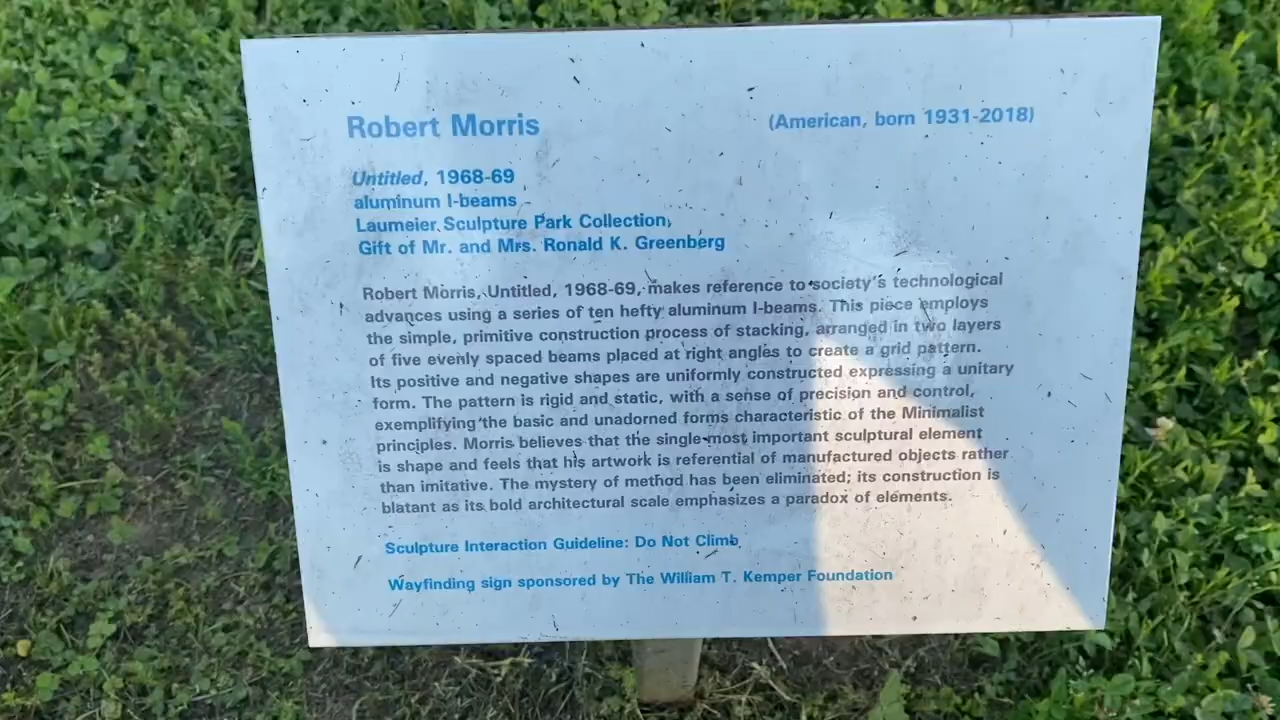 Robert Morris (American, born 1931-2018)
Untitled, 1968-69
aluminum I-beams
Laumeier Sculpture Park Collection,
Gift of Mr. and Mrs. Ronald K. Greenberg
Robert Morris, Untitled, 1968-69, makes reference to society's technological
advances using a series of ten hefty aluminum I-beams. This piece employs
the simple, primitive construction process of stacking, arranged in two layers
of five evenly spaced beams placed at right angles to create a grid pattern.
Its positive and negative shapes are uniformly constructed expressing a unitary
form. The pattern is rigid and static, with a sense of precision and control,
exemplifying the basic and unadorned forms characteristic of the Minimalist
principles. Morris believes that the single most important sculptural element
is shape and feels that his artwork is referential of manufactured objects rather
than imitative. The mystery of method has been eliminated; its construction is
blatant as its bold architectural scale emphasizes a paradox of elements.
Sculpture Interaction Guideline: Do Not Climb
Wayfinding sign sponsored by The William T. Kemper Foundation